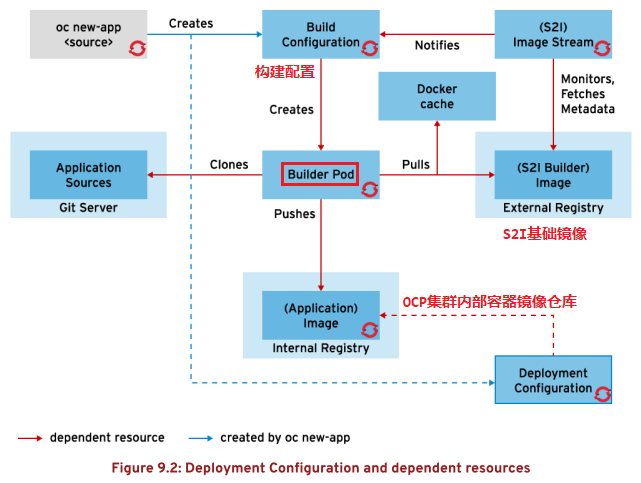 oc new-app
<source>
Creates
Build
Configuration
构建配置
Notifies
(S2I)
Image Stream
Creates
Docker
cache
Monitors,
Fetches
Metadata
Application
Sources
Git Server
Clones
Builder Pod
Pulls
(S2I Builder)
Image
External Registry
S2I基础镜像
Pushes
(Application)
Image
Internal Registry
OCP集群内部容器镜像仓库
Deployment
Configuration
dependent resource
created by oc new-app
Figure 9.2: Deployment Configuration and dependent resources